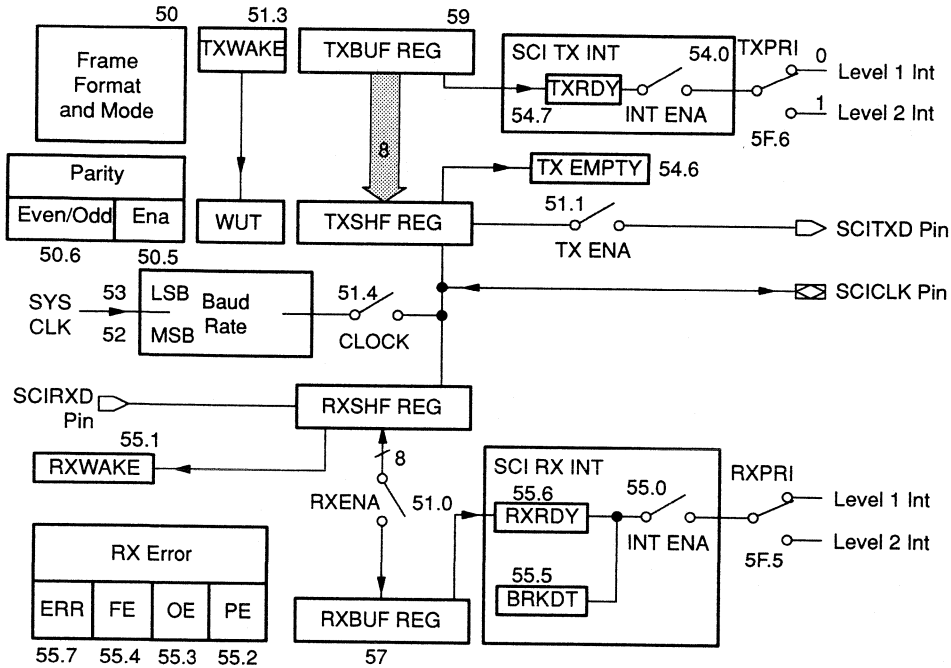 50
51.3
59
Frame
Format
and Mode
TXWAKE
TXBUF REG
SCI TX INT
54.0
TXPRI
0
Level 1 Int
TXRDY
54.7
INT ENA
1
Level 2 Int
5F.6
8
Parity
Even/Odd
Ena
50.6
50.5
WUT
TXSHF REG
TX EMPTY
54.6
51.1
TX ENA
SCITXD Pin
SYS
CLK
53
52
LSB
MSB
Baud
Rate
51.4
CLOCK
SCICLK Pin
SCIRXD
Pin
RXSHF REG
55.1
RXWAKE
8
RXENA
51.0
SCI RX INT
55.6
RXRDY
55.0
INT ENA
RXPRI
Level 1 Int
Level 2 Int
5F.5
55.5
BRKDT
RX Error
ERR
FE
OE
PE
55.7
55.4
55.3
55.2
RXBUF REG
57